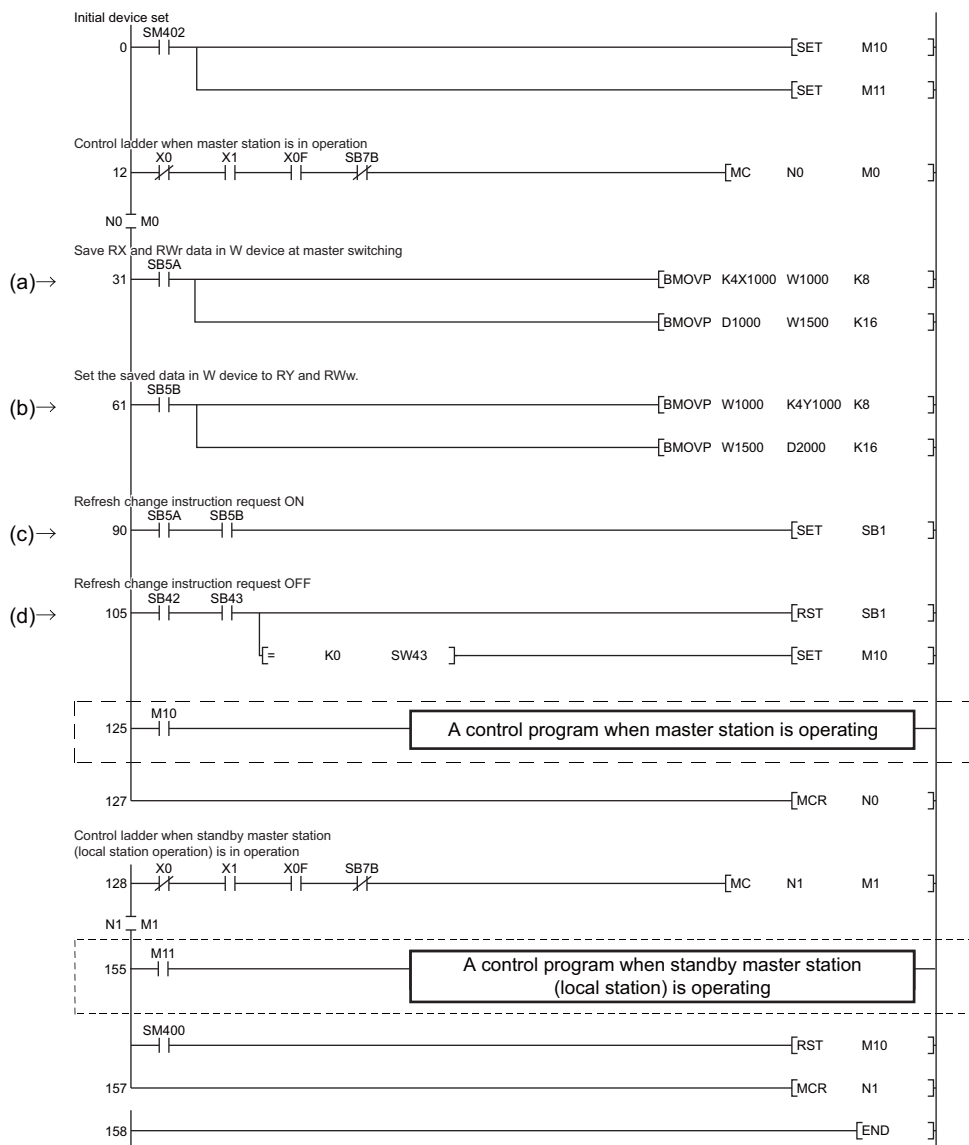 Initial device set
SM402
0 [SET M10 ]
[SET M11 ]
Control ladder when master station is in operation
X0 X1 X0F SB7B
12 [MC N0 M0 ]
N0 M0
Save RX and RWr data in W device at master switching
SB5A
(a)→ 31 [BMOVP K4X1000 W1000 K8 ]
[BMOVP D1000 W1500 K16 ]
Set the saved data in W device to RY and RWw.
SB5B
(b)→ 61 [BMOVP W1000 K4Y1000 K8 ]
[BMOVP W1500 D2000 K16 ]
Refresh change instruction request ON
SB5A SB5B
(c)→ 90 [SET SB1 ]
Refresh change instruction request OFF
SB42 SB43
(d)→ 105 [RST SB1 ]
[= K0 SW43 ] [SET M10 ]
M10
125 A control program when master station is operating
127 [MCR N0 ]
Control ladder when standby master station
(local station operation) is in operation
X0 X1 X0F SB7B
128 [MC N1 M1 ]
N1 M1
M11
155 A control program when standby master station
(local station) is operating
SM400
[RST M10 ]
157 [MCR N1 ]
158 [END ]